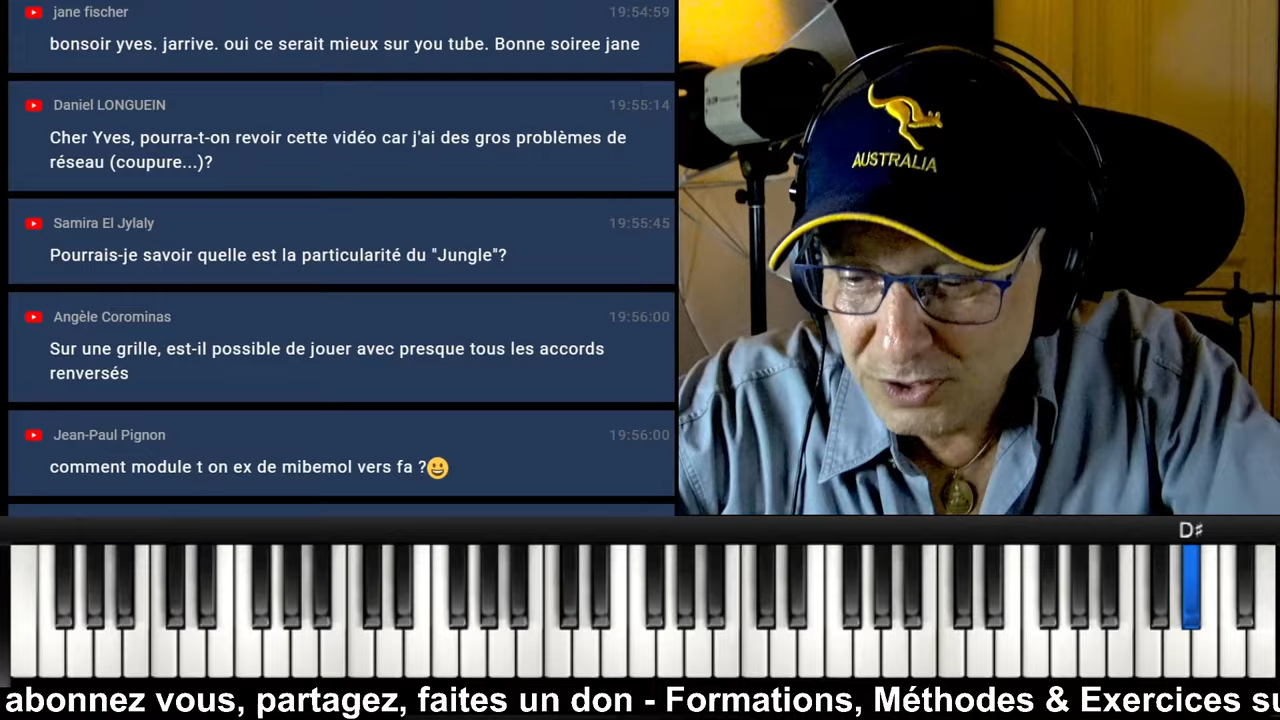 jane fischer 19:54:59
bonsoir yves. jarrive. oui ce serait mieux sur you tube. Bonne soiree jane
Daniel LONGUEIN 19:55:14
Cher Yves, pourra-t-on revoir cette vidéo car j'ai des gros problèmes de
réseau (coupure...)?
Samira El Jylaly 19:55:45
Pourrais-je savoir quelle est la particularité du "Jungle"?
Angèle Corominas 19:56:00
Sur une grille, est-il possible de jouer avec presque tous les accords
renversés
Jean-Paul Pignon 19:56:00
comment module t on ex de mibemol vers fa ?😀
AUSTRALIA
D♯
abonnez vous, partagez, faites un don - Formations, Méthodes & Exercices su